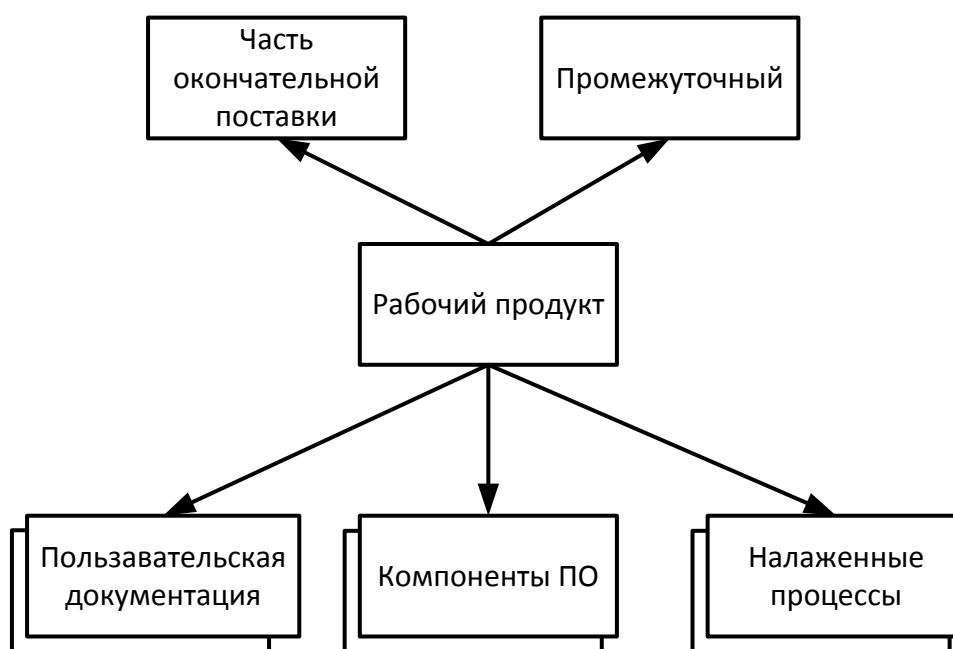 Часть
окончательной
поставки
Промежуточный
Рабочий продукт
Пользавательская
документация
Компоненты ПО
Налаженные
процессы